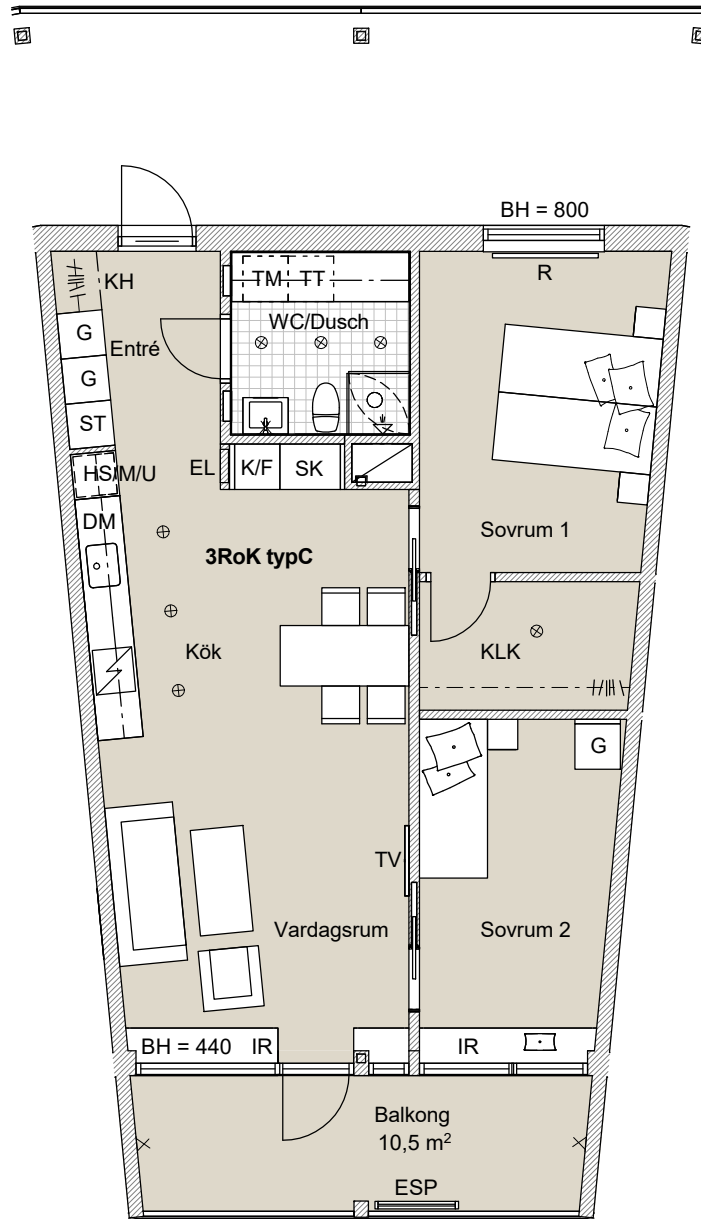 BH = 800
R
TM TT
KH
WC/Dusch
G
Entré
G
ST
EL
K/F SK
HS/M/U
DM
Sovrum 1
3RoK typC
Kök
KLK
G
TV
Vardagsrum
Sovrum 2
BH = 440 IR
IR
Balkong
10,5 m²
ESP